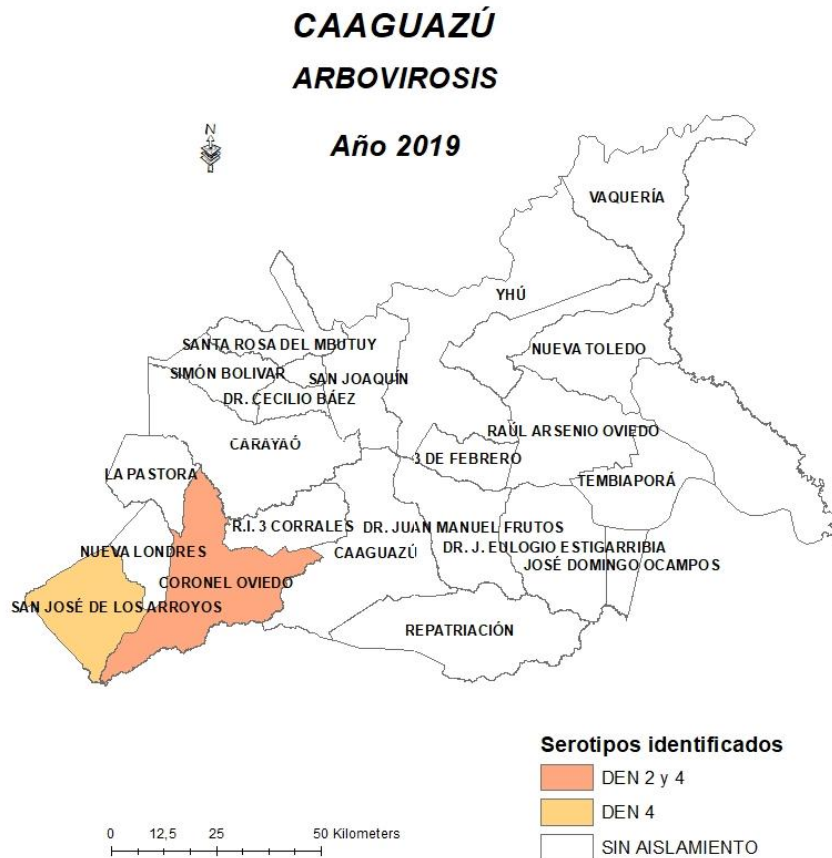 CAAGUAZÚ
ARBOVIROSIS
Año 2019
N
VAQUERÍA
YHÚ
SANTA ROSA DEL MBUTUY
NUEVA TOLEDO
SIMÓN BOLIVAR
SAN JOAQUÍN
DR. CECILIO BÁEZ
RAÚL ARSENIO OVIEDO
CARAYAÓ
3 DE FEBRERO
LA PASTORA
TEMBIAPORÁ
R.I. 3 CORRALES
DR. JUAN MANUEL FRUTOS
NUEVA LONDRES
CAAGUAZÚ
DR. J. EULOGIO ESTIGARRIBIA
JOSÉ DOMINGO OCAMPOS
CORONEL OVIEDO
SAN JOSÉ DE LOS ARROYOS
REPATRIACIÓN
Serotipos identificados
DEN 2 y 4
DEN 4
SIN AISLAMIENTO
0 12,5 25 50 Kilometers